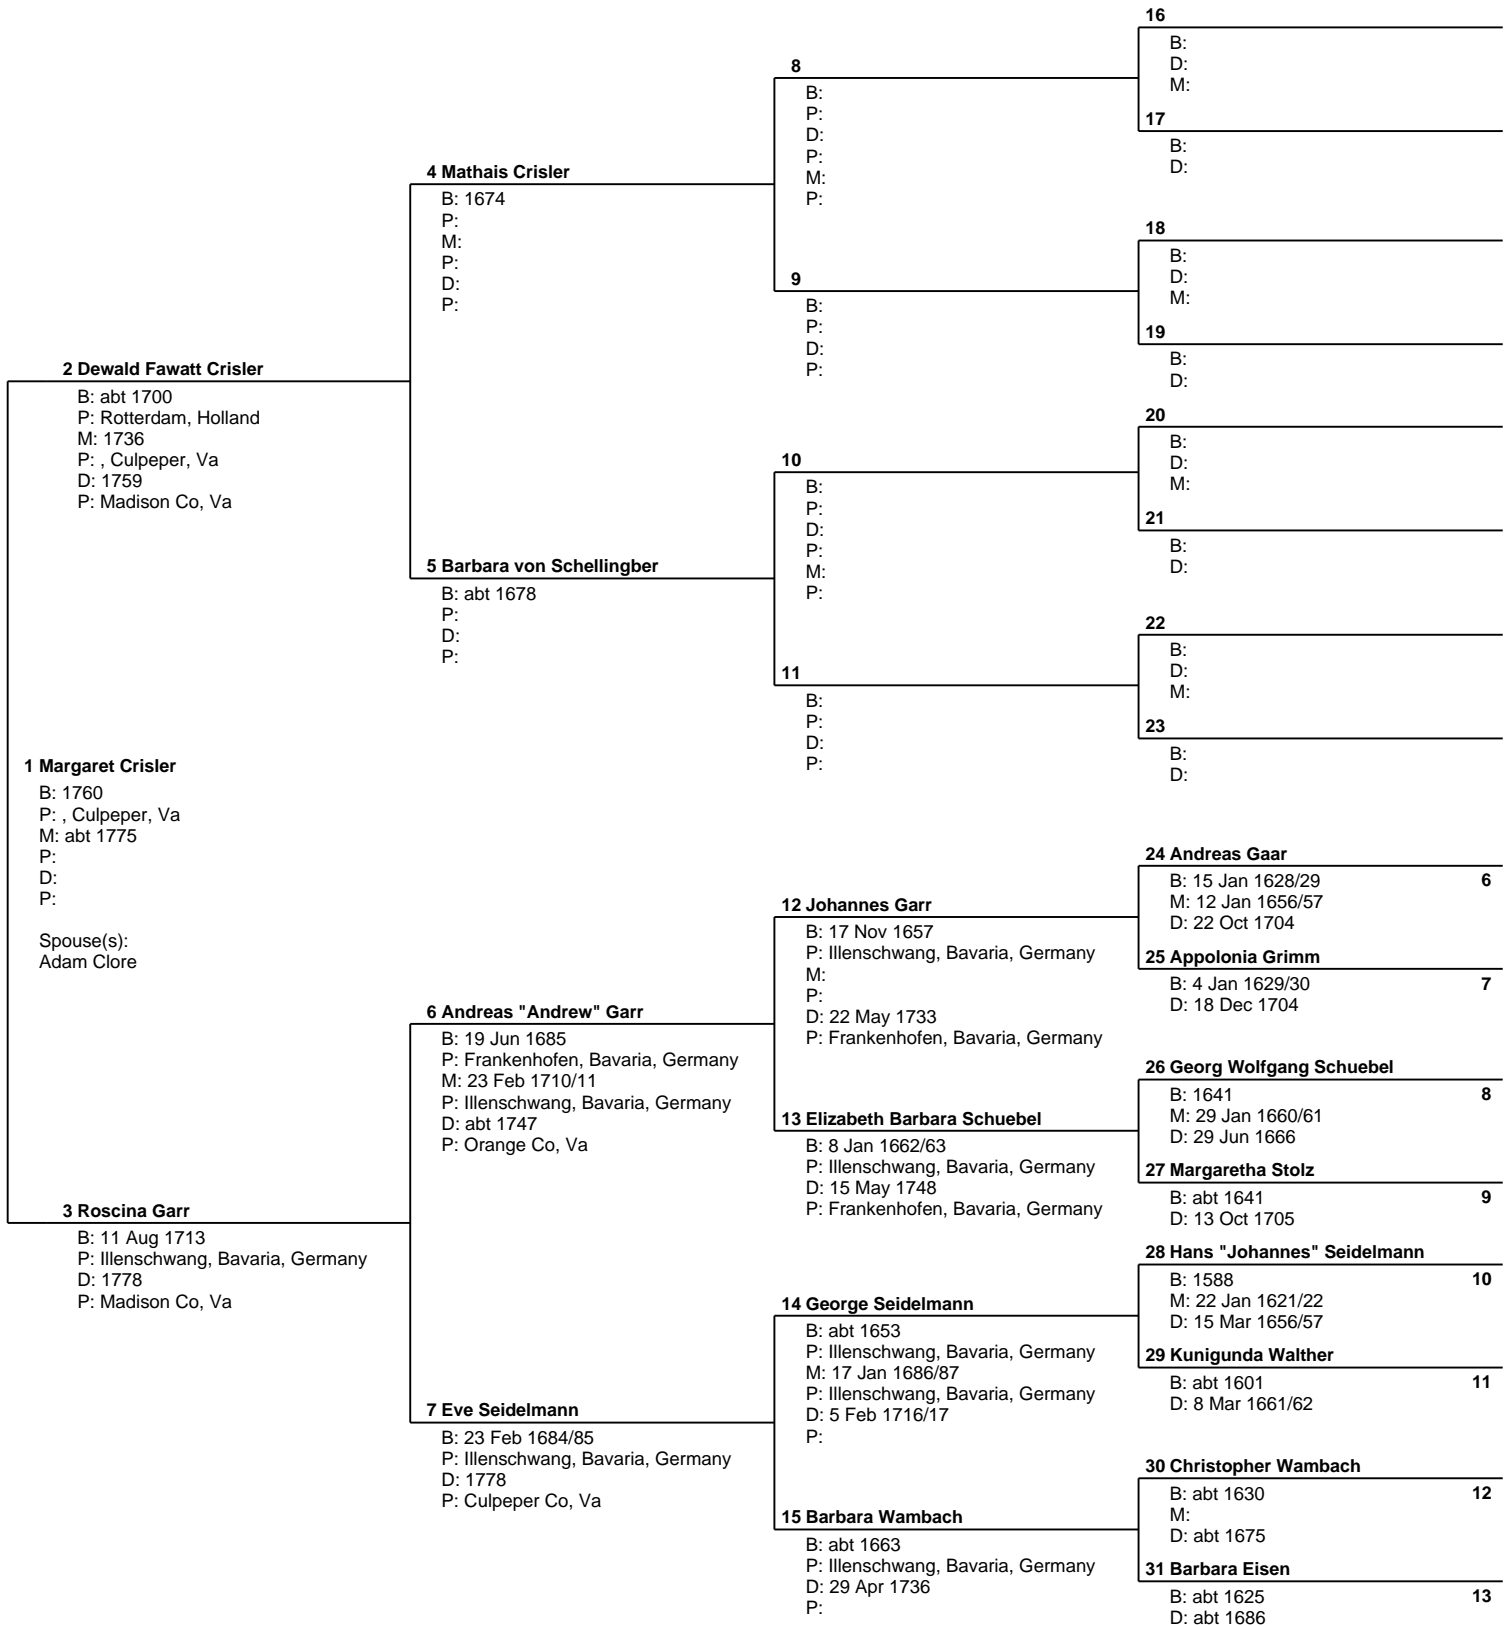 16
B:
D:
M:
17
B:
D:
8
B:
P:
D:
P:
M:
P:
18
B:
D:
M:
19
B:
D:
9
B:
P:
D:
P:
4 Mathais Crisler
B: 1674
P:
M:
P:
D:
P:
20
B:
D:
M:
21
B:
D:
10
B:
P:
D:
P:
M:
P:
22
B:
D:
M:
23
B:
D:
11
B:
P:
D:
P:
5 Barbara von Schellingber
B: abt 1678
P:
D:
P:
2 Dewald Fawatt Crisler
B: abt 1700
P: Rotterdam, Holland
M: 1736
P: , Culpeper, Va
D: 1759
P: Madison Co, Va
1 Margaret Crisler
B: 1760
P: , Culpeper, Va
M: abt 1775
P:
D:
P:
Spouse(s):
Adam Clore
24 Andreas Gaar
B: 15 Jan 1628/29 6
M: 12 Jan 1656/57
D: 22 Oct 1704
25 Appolonia Grimm
B: 4 Jan 1629/30 7
D: 18 Dec 1704
12 Johannes Garr
B: 17 Nov 1657
P: Illenschwang, Bavaria, Germany
M:
P:
D: 22 May 1733
P: Frankenhofen, Bavaria, Germany
26 Georg Wolfgang Schuebel
B: 1641 8
M: 29 Jan 1660/61
D: 29 Jun 1666
27 Margaretha Stolz
B: abt 1641 9
D: 13 Oct 1705
13 Elizabeth Barbara Schuebel
B: 8 Jan 1662/63
P: Illenschwang, Bavaria, Germany
D: 15 May 1748
P: Frankenhofen, Bavaria, Germany
6 Andreas "Andrew" Garr
B: 19 Jun 1685
P: Frankenhofen, Bavaria, Germany
M: 23 Feb 1710/11
P: Illenschwang, Bavaria, Germany
D: abt 1747
P: Orange Co, Va
3 Roscina Garr
B: 11 Aug 1713
P: Illenschwang, Bavaria, Germany
D: 1778
P: Madison Co, Va
28 Hans "Johannes" Seidelmann
B: 1588 10
M: 22 Jan 1621/22
D: 15 Mar 1656/57
29 Kunigunda Walther
B: abt 1601 11
D: 8 Mar 1661/62
14 George Seidelmann
B: abt 1653
P: Illenschwang, Bavaria, Germany
M: 17 Jan 1686/87
P: Illenschwang, Bavaria, Germany
D: 5 Feb 1716/17
P:
7 Eve Seidelmann
B: 23 Feb 1684/85
P: Illenschwang, Bavaria, Germany
D: 1778
P: Culpeper Co, Va
30 Christopher Wambach
B: abt 1630 12
M:
D: abt 1675
31 Barbara Eisen
B: abt 1625 13
D: abt 1686
15 Barbara Wambach
B: abt 1663
P: Illenschwang, Bavaria, Germany
D: 29 Apr 1736
P: